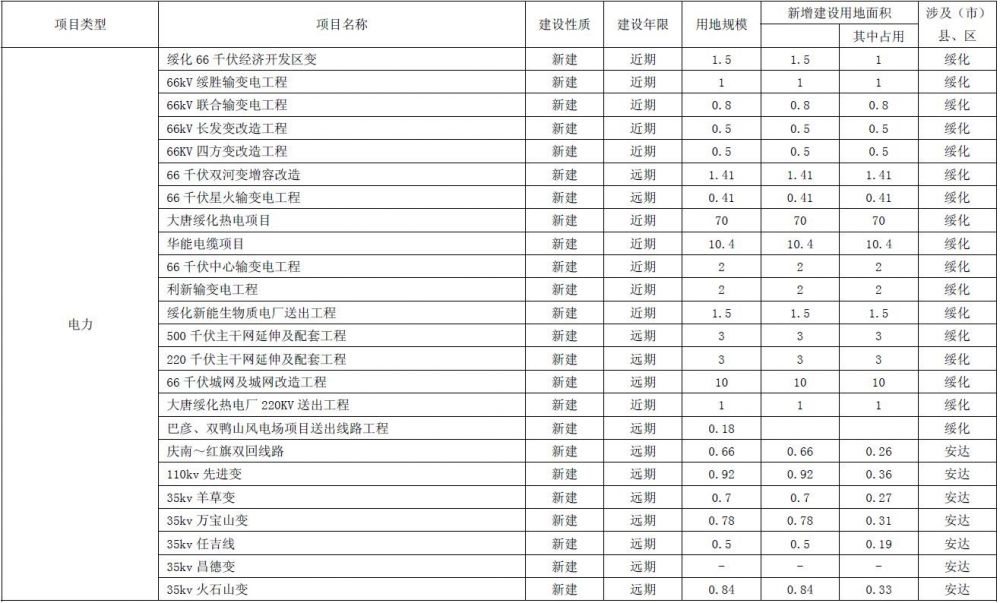 项目类型 项目名称 建设性质 建设年限 用地规模 新增建设用地面积 涉及（市）
其中占用 县、区
绥化 66 千伏经济开发区变 新建 近期 1.5 1.5 1 绥化
66kV 绥胜输变电工程 新建 近期 1 1 1 绥化
66kV 联合输变电工程 新建 近期 0.8 0.8 0.8 绥化
66kV 长发变改造工程 新建 近期 0.5 0.5 0.5 绥化
66KV 四方变改造工程 新建 近期 0.5 0.5 0.5 绥化
66 千伏双河变增容改造 新建 远期 1.41 1.41 1.41 绥化
66 千伏星火输变电工程 新建 远期 0.41 0.41 0.41 绥化
大唐绥化热电项目 新建 近期 70 70 70 绥化
华能电缆项目 新建 近期 10.4 10.4 10.4 绥化
66 千伏中心输变电工程 新建 近期 2 2 2 绥化
利新输变电工程 新建 近期 2 2 2 绥化
绥化新能生物质电厂送出工程 新建 近期 1.5 1.5 1.5 绥化
电力
500 千伏主干网延伸及配套工程 新建 远期 3 3 3 绥化
220 千伏主干网延伸及配套工程 新建 远期 3 3 3 绥化
66 千伏城网及城网改造工程 新建 远期 10 10 10 绥化
大唐绥化热电厂 220KV 送出工程 新建 近期 1 1 1 绥化
巴彦、双鸭山风电场项目送出线路工程 新建 远期 0.18 绥化
庆南～红旗双回线路 新建 远期 0.66 0.66 0.26 安达
110kv 先进变 新建 远期 0.92 0.92 0.36 安达
35kv 羊草变 新建 远期 0.7 0.7 0.27 安达
35kv 万宝山变 新建 远期 0.78 0.78 0.31 安达
35kv 任吉线 新建 远期 0.5 0.5 0.19 安达
35kv 昌德变 新建 远期 - - - 安达
35kv 火石山变 新建 远期 0.84 0.84 0.33 安达